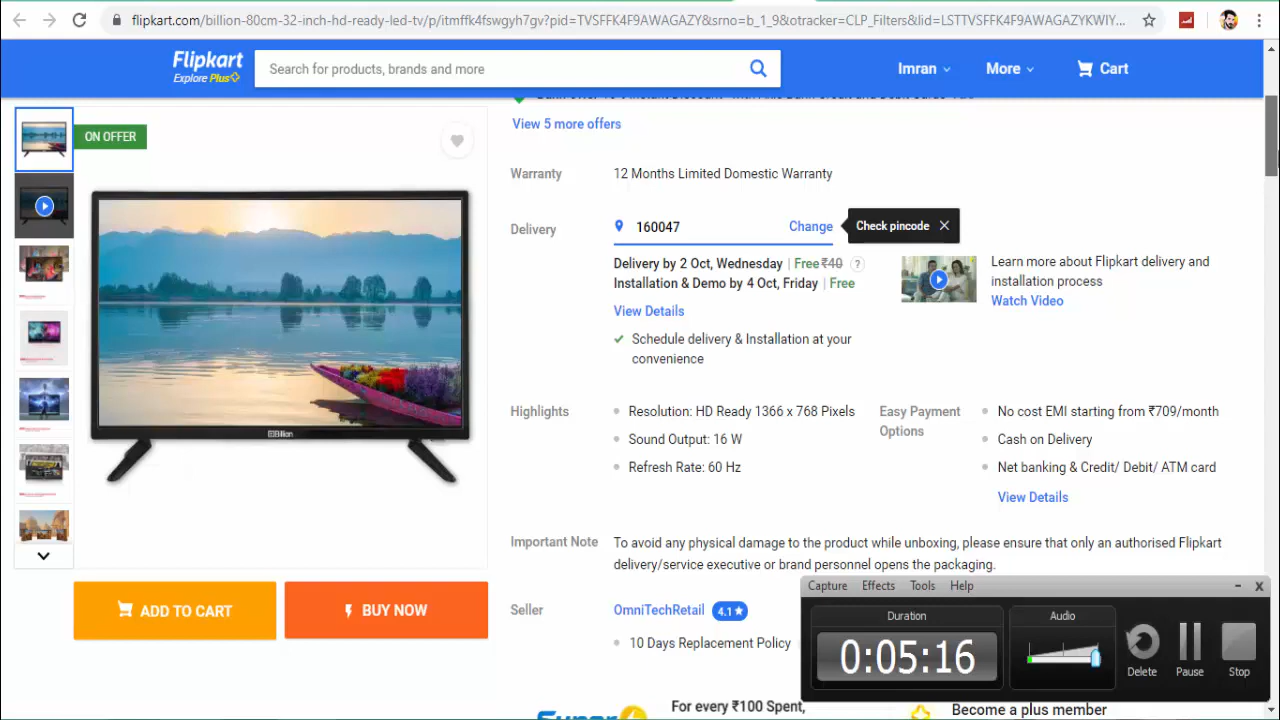 flipkart.com/billion-80cm-32-inch-hd-ready-led-tv/p/itmffk4fswgyh7gv?pid=TVSFFK4F9AWAGAZY&srno=b_1_9&otracker=CLP_Filters&lid=LSTTVSFFK4F9AWAGAZYKWIY...
Flipkart
Explore Plus
Search for products, brands and more
Imran
More
Cart
ON OFFER
View 5 more offers
Warranty
12 Months Limited Domestic Warranty
Delivery
160047
Change
Check pincode
Delivery by 2 Oct, Wednesday | Free ₹40 ?
Installation & Demo by 4 Oct, Friday | Free
View Details
Learn more about Flipkart delivery and
installation process
Watch Video
Schedule delivery & Installation at your
convenience
Highlights
Resolution: HD Ready 1366 x 768 Pixels
Sound Output: 16 W
Refresh Rate: 60 Hz
Easy Payment
Options
No cost EMI starting from ₹709/month
Cash on Delivery
Net banking & Credit/ Debit/ ATM card
View Details
Billion
Important Note
To avoid any physical damage to the product while unboxing, please ensure that only an authorised Flipkart
delivery/service executive or brand personnel opens the packaging.
ADD TO CART
BUY NOW
Seller
OmniTechRetail 4.1★
10 Days Replacement Policy
For every ₹100 Spent,
Become a plus member
Capture Effects Tools Help
Duration
0:05:16
Audio
Delete
Pause
Stop